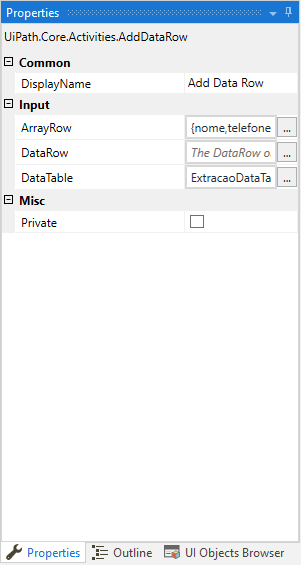 Properties
UiPath.Core.Activities.AddDataRow
Common
DisplayName Add Data Row
Input
ArrayRow {nome,telefone ...
DataRow The DataRow o ...
DataTable ExtracaoDataTa ...
Misc
Private
Properties Outline UI Objects Browser